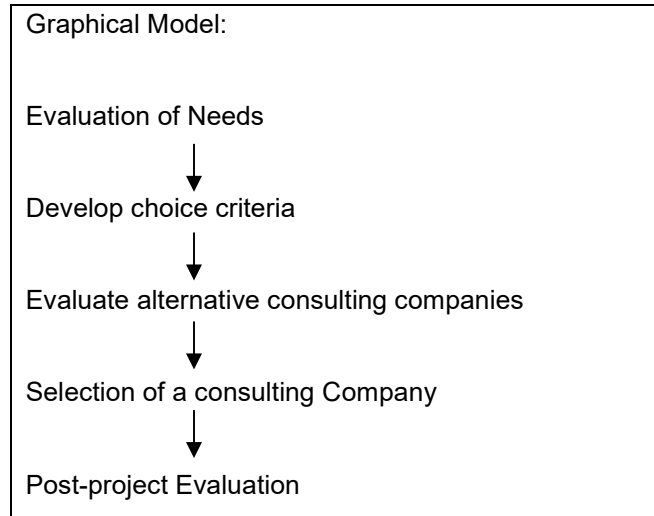 Graphical Model:
Evaluation of Needs
Develop choice criteria
Evaluate alternative consulting companies
Selection of a consulting Company
Post-project Evaluation